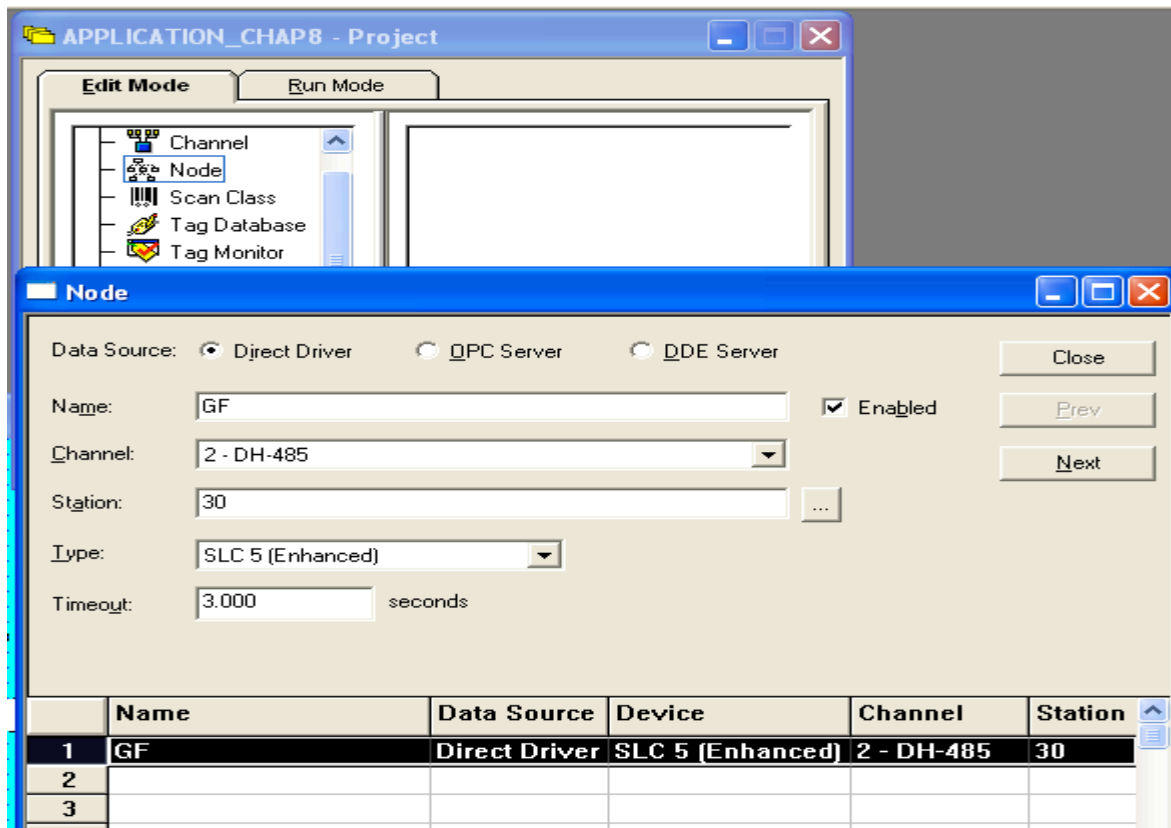 APPLICATION_CHAP8 - Project
Edit Mode
Run Mode
Channel
Node
Scan Class
Tag Database
Tag Monitor
Node
Data Source: Direct Driver OPC Server DDE Server
Close
Name: GF Enabled
Prev
Channel: 2 - DH-485
Next
Station: 30 ...
Type: SLC 5 (Enhanced)
Timeout: 3.000 seconds
Name Data Source Device Channel Station
1 GF Direct Driver SLC 5 (Enhanced) 2 - DH-485 30
2
3